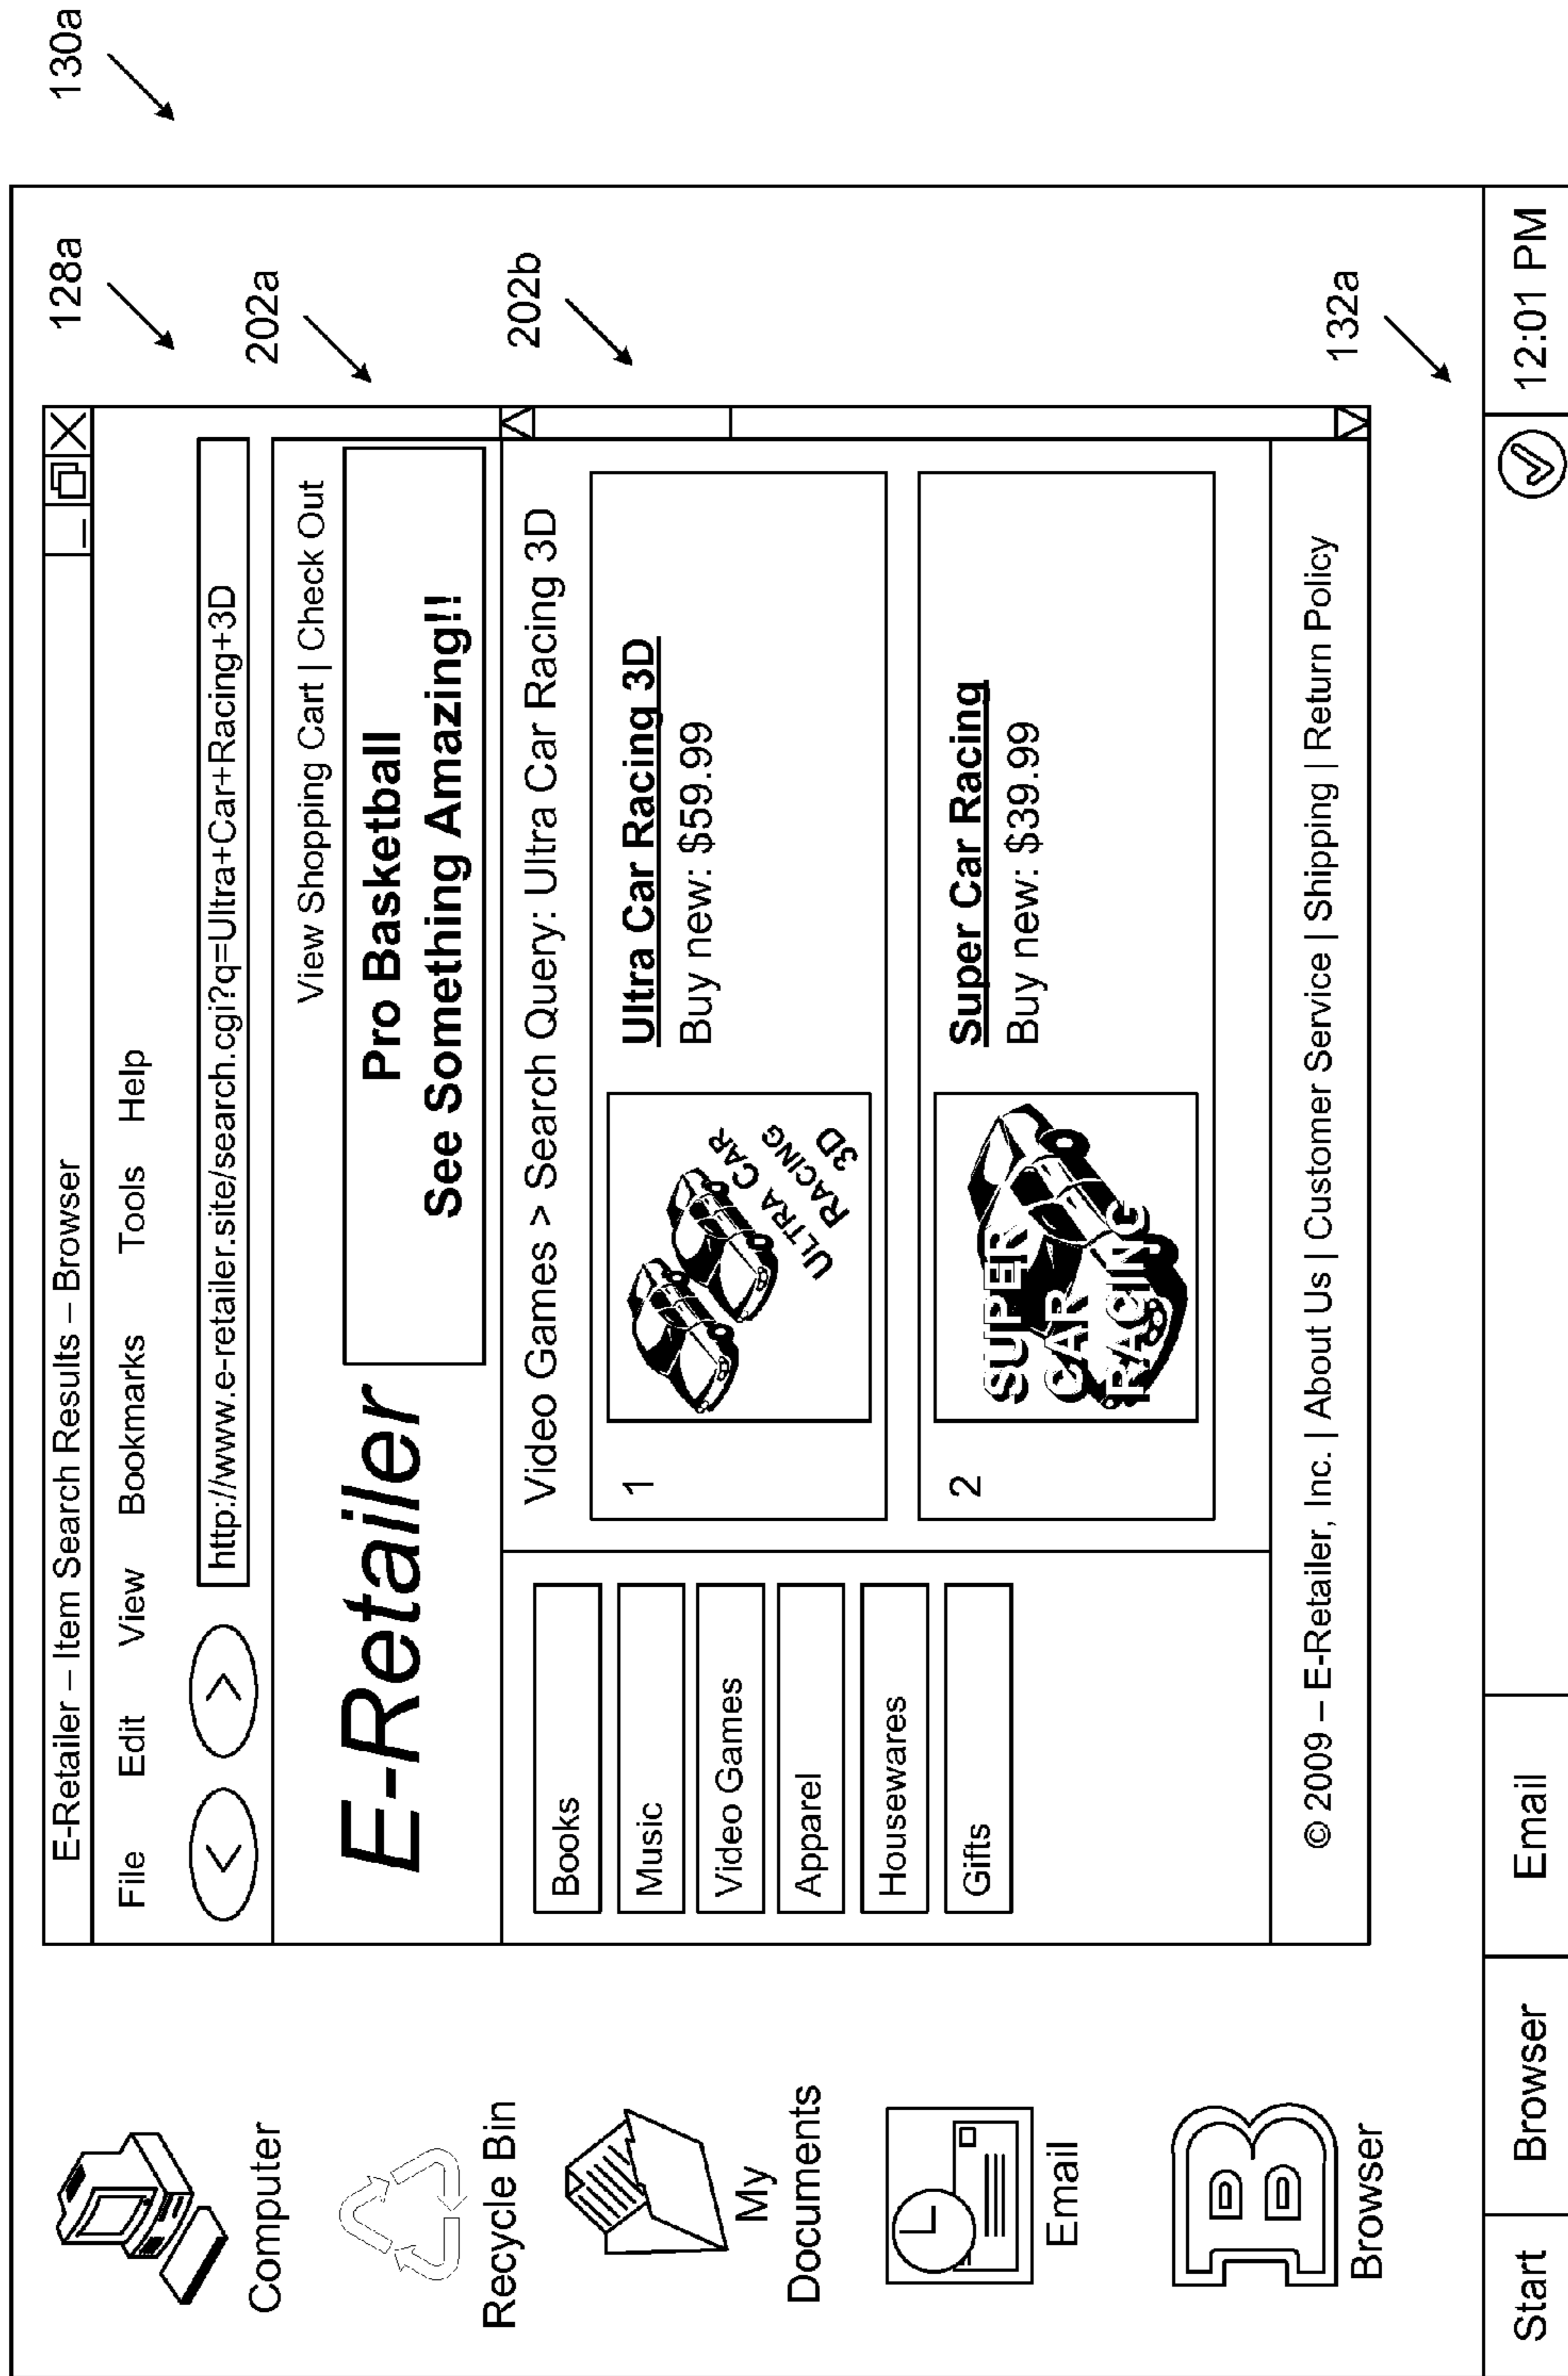 130a
128a
E-Retailer – Item Search Results – Browser
File Edit View Bookmarks Tools Help
< > http://www.e-retailer.site/search.cgi?q=Ultra+Car+Racing+3D
202a
View Shopping Cart | Check Out
E-Retailer
Pro Basketball
See Something Amazing!!
202b
Video Games > Search Query: Ultra Car Racing 3D
Books
Music
Video Games
Apparel
Housewares
Gifts
1
ULTRA CAR
RACING
3D
Ultra Car Racing 3D
Buy new: $59.99
2
SUPER
CAR
RACING
Super Car Racing
Buy new: $39.99
© 2009 – E-Retailer, Inc. | About Us | Customer Service | Shipping | Return Policy
132a
Computer
Recycle Bin
My
Documents
Email
B
Browser
Start Browser Email 12:01 PM